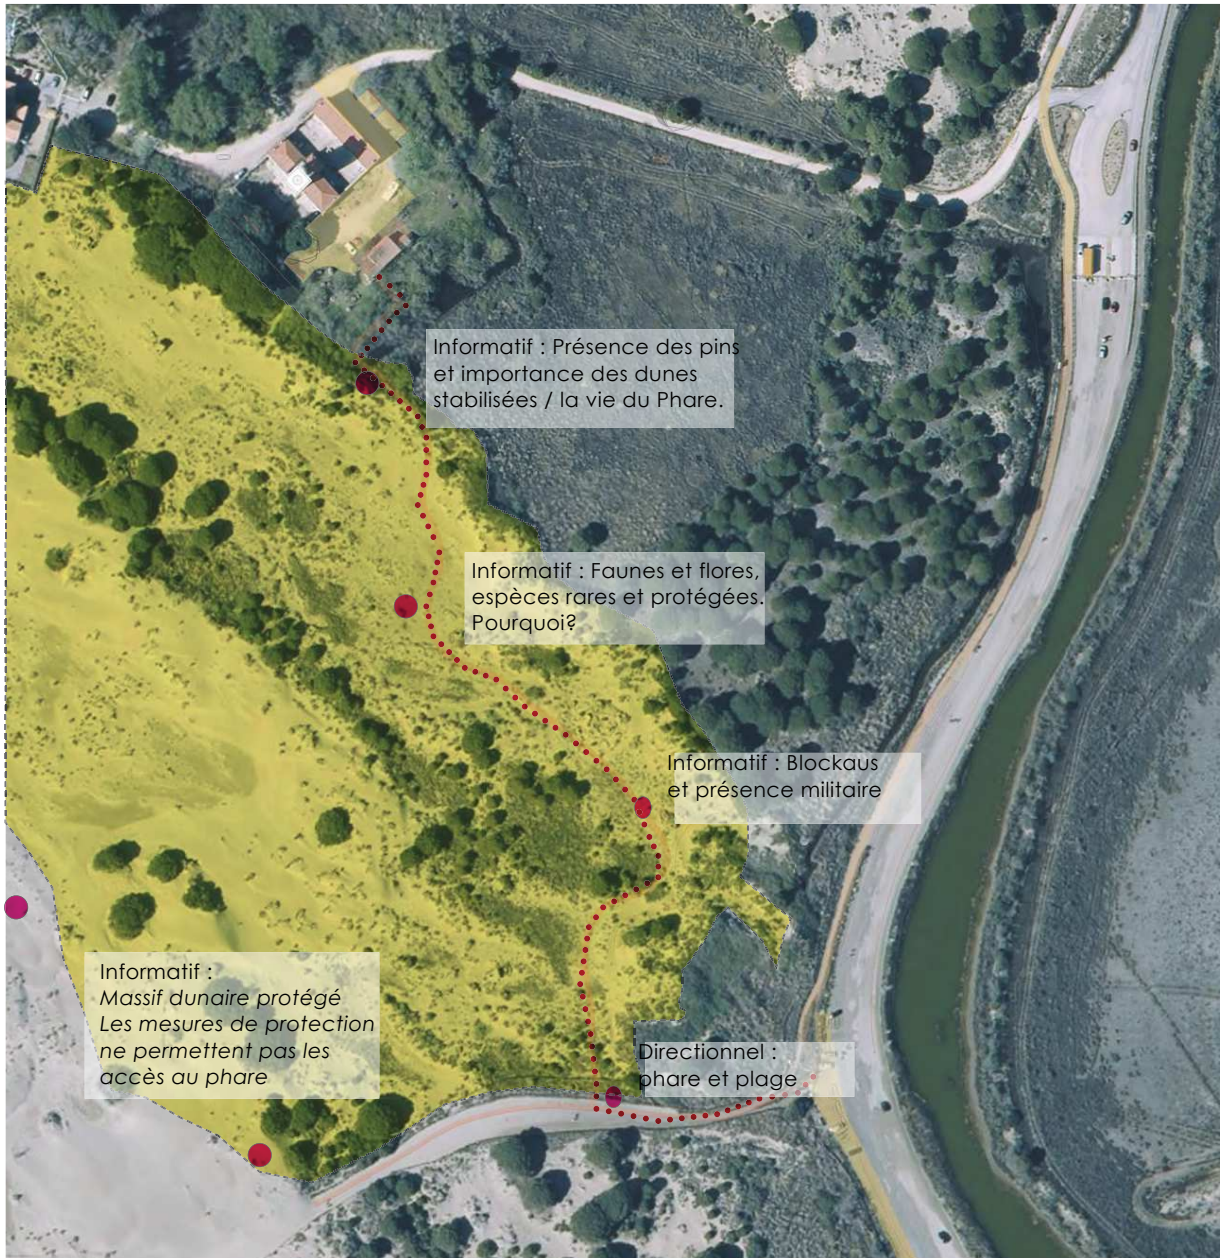 Informatif : Présence des pins
et importance des dunes
stabilisées / la vie du Phare.
Informatif : Faunes et flores,
espèces rares et protégées.
Pourquoi?
Informatif : Blockaus
et présence militaire
Informatif :
Massif dunaire protégé
Les mesures de protection
ne permettent pas les
accès au phare
Directionnel :
phare et plage